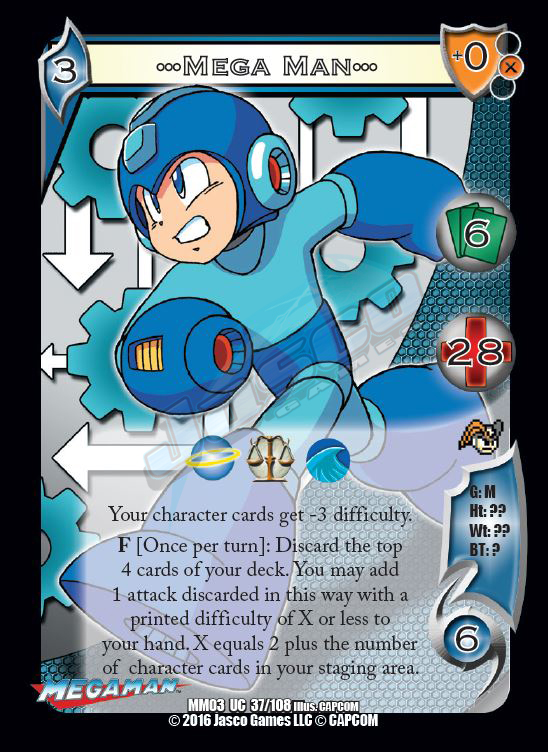 3
Mega Man
+0
X
6
28
G: M
Ht: ??
Wt: ??
BT: ?
6
Your character cards get -3 difficulty.
F [Once per turn]: Discard the top
4 cards of your deck. You may add
1 attack discarded in this way with a
printed difficulty of X or less to
your hand. X equals 2 plus the number
of character cards in your staging area.
JASCO
GAMES
MEGAMAN
MM03 UC 37/108 Illus. CAPCOM
© 2016 Jasco Games LLC © CAPCOM